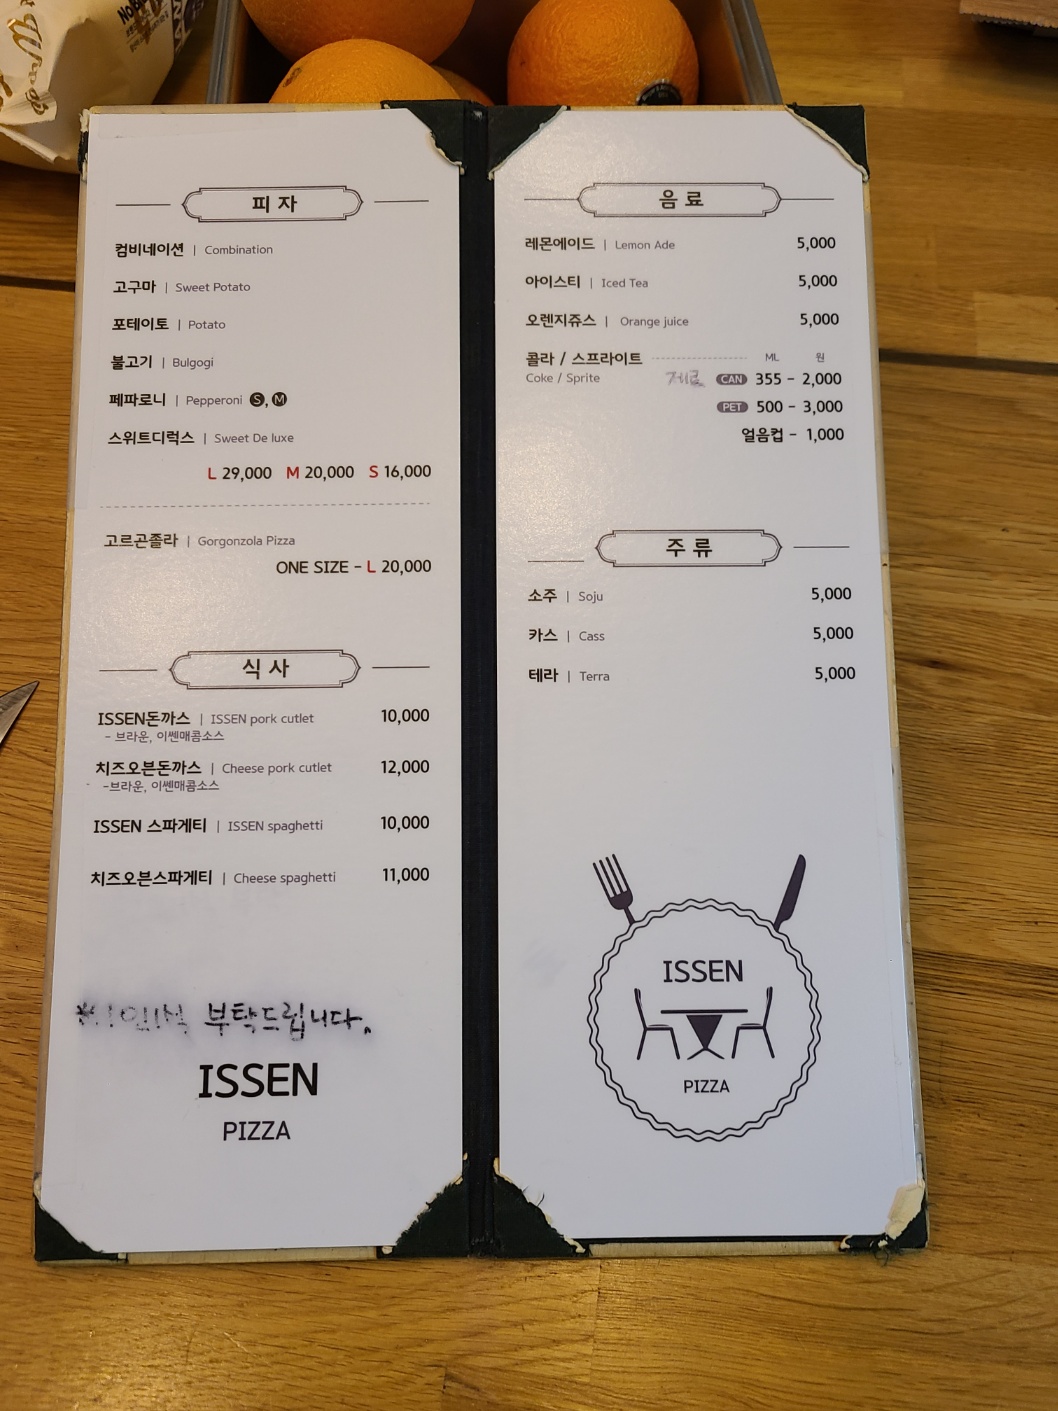 피자
컴비네이션 | Combination
고구마 | Sweet Potato
포테이토 | Potato
불고기 | Bulgogi
페파로니 | Pepperoni S, M
스위트디럭스 | Sweet De luxe
L 29,000 M 20,000 S 16,000
고르곤졸라 | Gorgonzola Pizza
ONE SIZE - L 20,000
식사
ISSEN돈까스 | ISSEN pork cutlet 10,000
- 브라운, 이쎈매콤소스
치즈오븐돈까스 | Cheese pork cutlet 12,000
-브라운, 이쎈매콤소스
ISSEN 스파게티 | ISSEN spaghetti 10,000
치즈오븐스파게티 | Cheese spaghetti 11,000
부탁드립니다.
ISSEN
PIZZA
음료
레몬에이드 | Lemon Ade 5,000
아이스티 | Iced Tea 5,000
오렌지쥬스 | Orange juice 5,000
콜라 / 스프라이트 ML 원
Coke / Sprite 제로 CAN 355 - 2,000
PET 500 - 3,000
얼음컵 - 1,000
주류
소주 | Soju 5,000
카스 | Cass 5,000
테라 | Terra 5,000
ISSEN
PIZZA